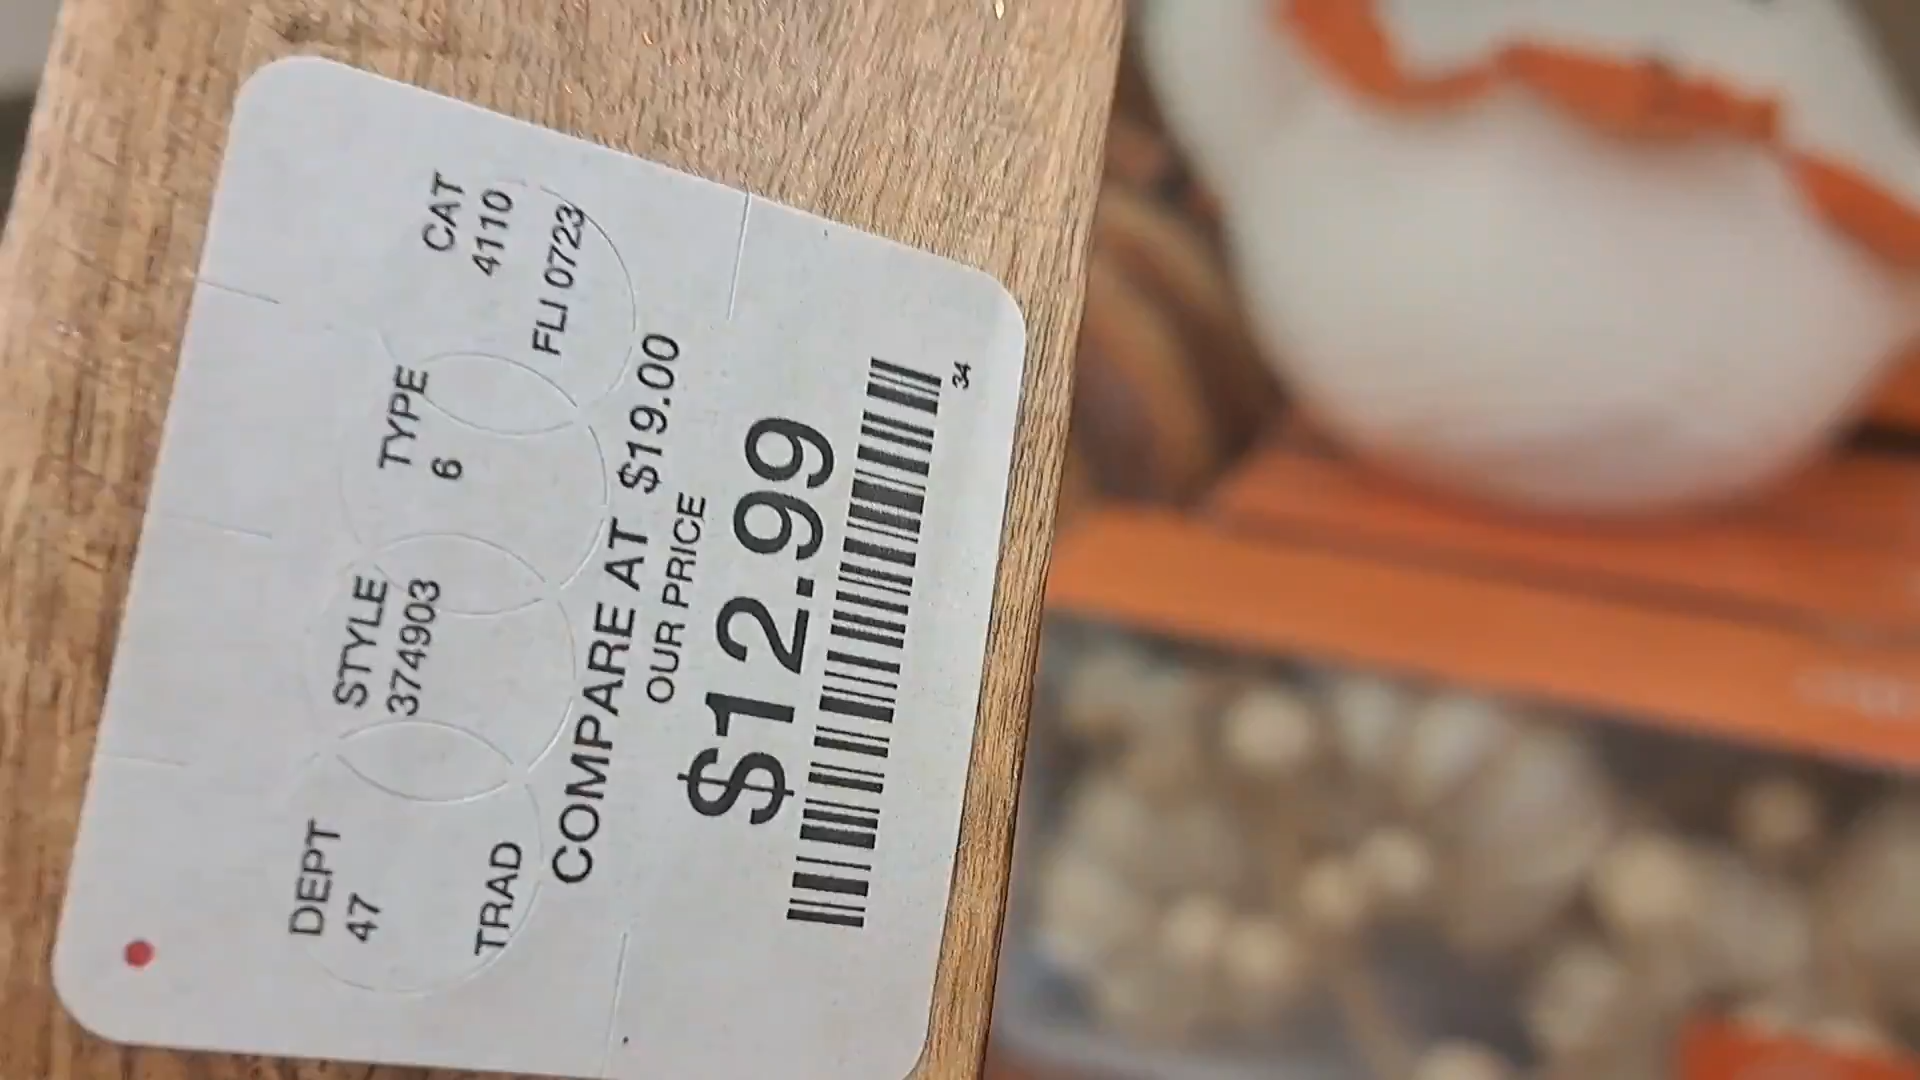 DEPT STYLE TYPE CAT
47 374903 6 4110
TRAD FLI 0723
COMPARE AT $19.00
OUR PRICE
$12.99
34